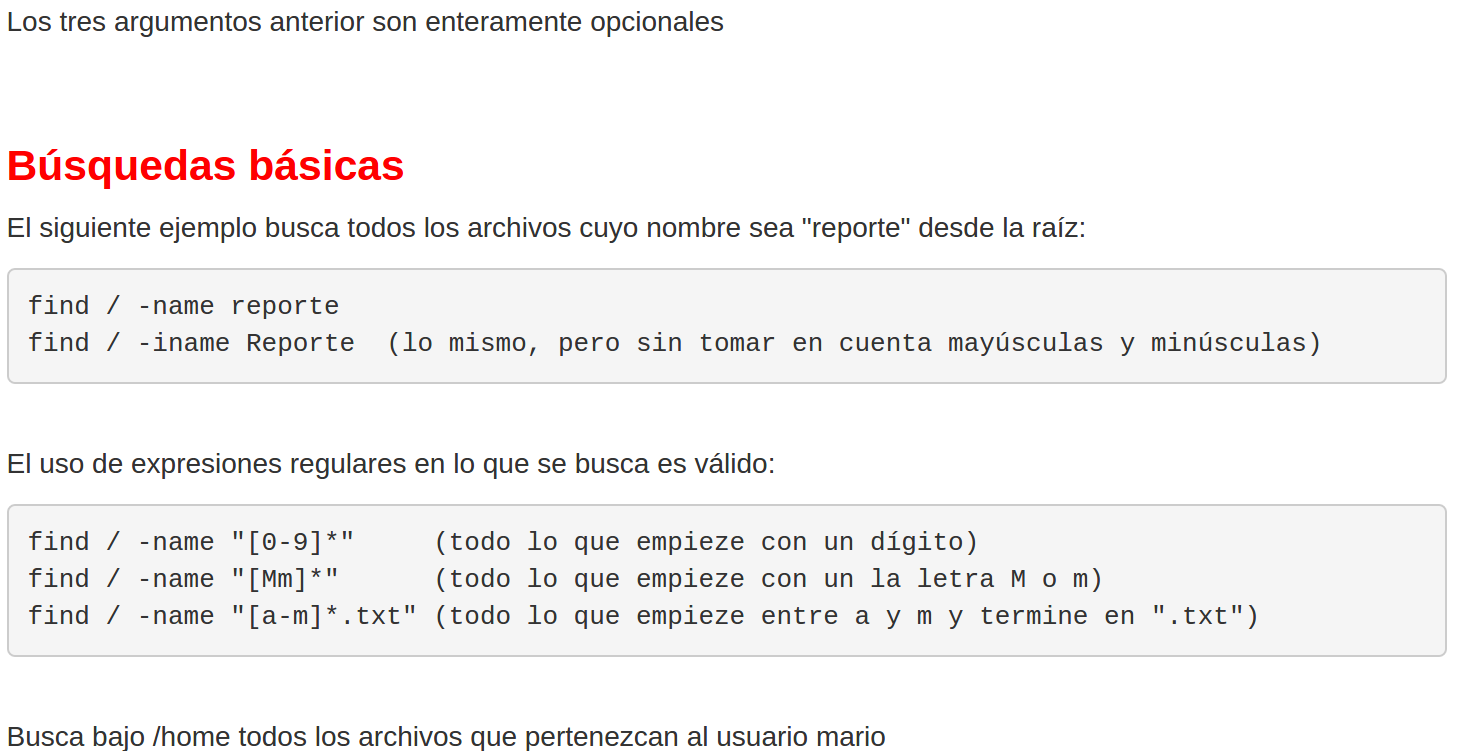 Los tres argumentos anterior son enteramente opcionales
Búsquedas básicas
El siguiente ejemplo busca todos los archivos cuyo nombre sea "reporte" desde la raíz:
find / -name reporte
find / -iname Reporte  (lo mismo, pero sin tomar en cuenta mayúsculas y minúsculas)
El uso de expresiones regulares en lo que se busca es válido:
find / -name "[0-9]*"     (todo lo que empieze con un dígito)
find / -name "[Mm]*"      (todo lo que empieze con un la letra M o m)
find / -name "[a-m]*.txt" (todo lo que empieze entre a y m y termine en ".txt")
Busca bajo /home todos los archivos que pertenezcan al usuario mario